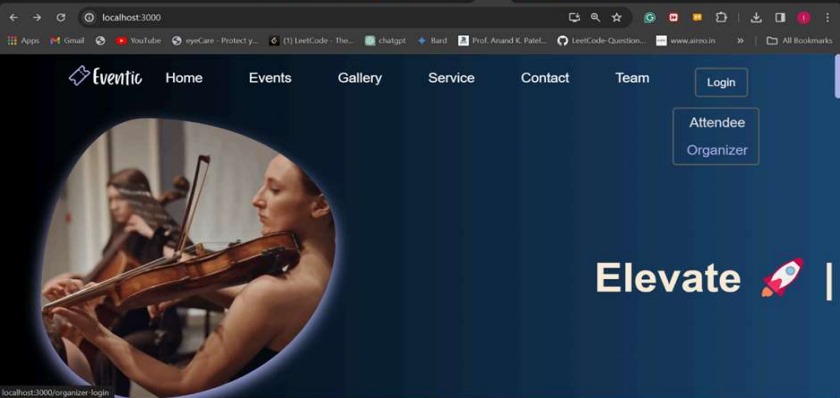 localhost:3000
Apps Gmail YouTube eyeCare - Protect y... (1) LeetCode - The... chatgpt Bard Prof. Anand K. Patel... LeetCode-Question... www.aireo.in » All Bookmarks
Eventic Home Events Gallery Service Contact Team Login
Attendee
Organizer
Elevate 🚀 |
localhost:3000/organizer-login